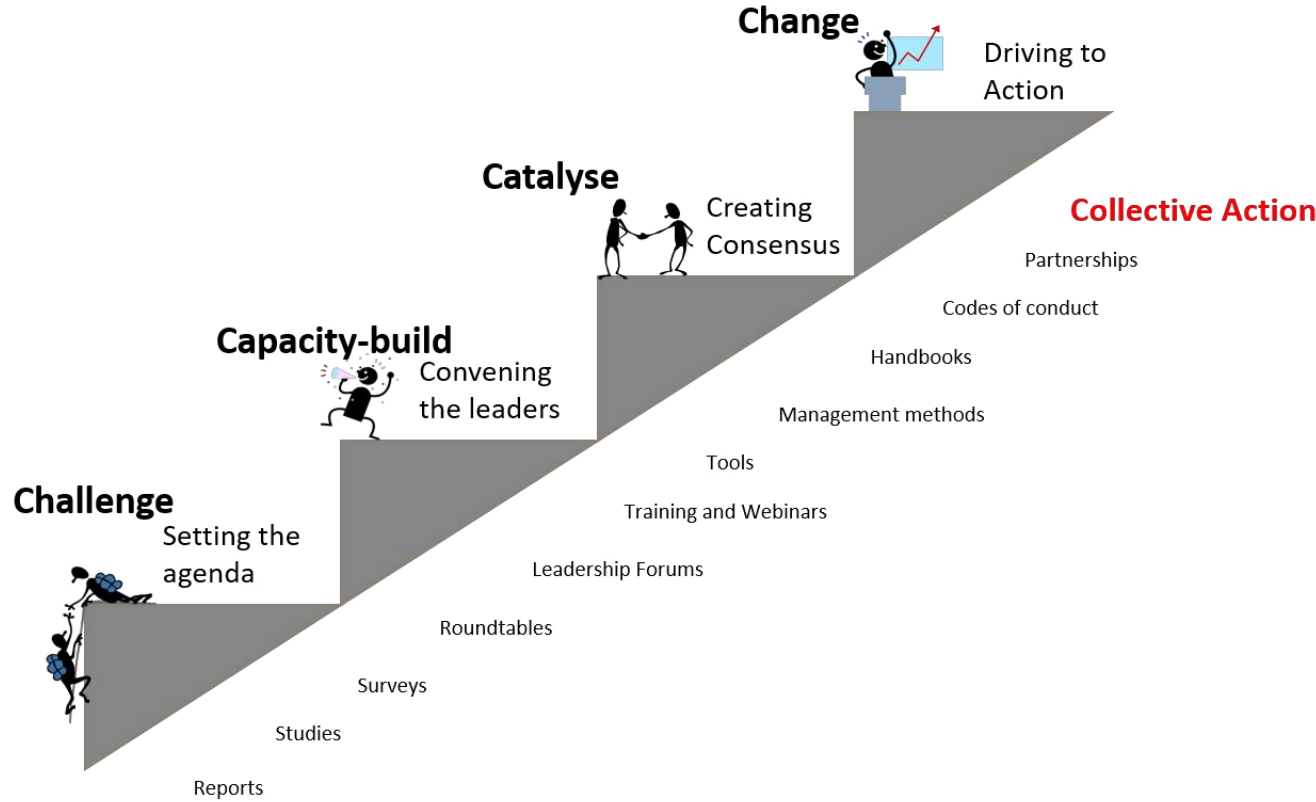 Change
Driving to
Action
Catalyse
Creating
Consensus
Collective Action
Partnerships
Codes of conduct
Capacity-build
Convening
the leaders
Handbooks
Management methods
Tools
Challenge
Setting the
agenda
Training and Webinars
Leadership Forums
Roundtables
Surveys
Studies
Reports